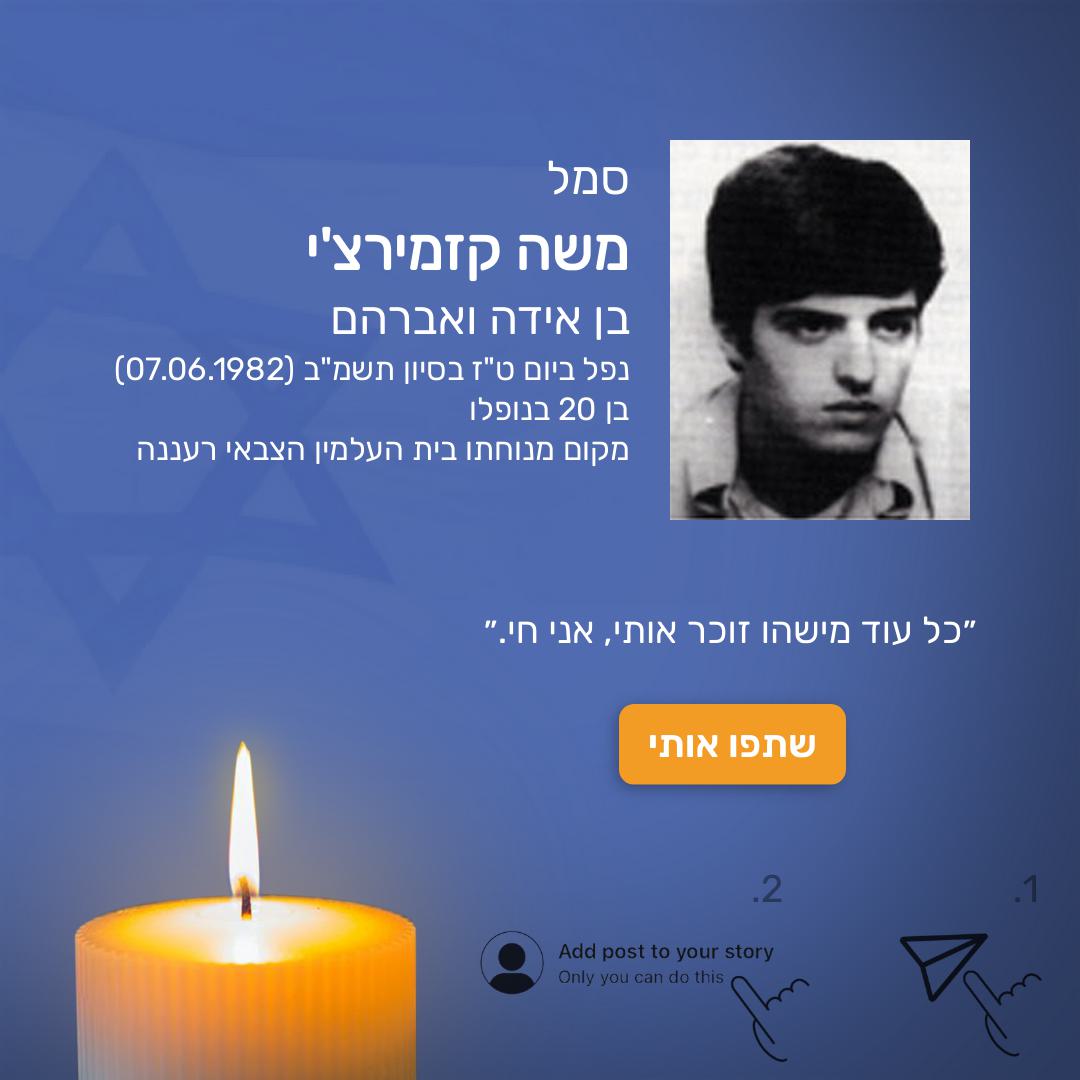 סמל
משה קזמירצ'י
בן אידה ואברהם
נפל ביום ט"ז בסיון תשמ"ב (07.06.1982)
בן 20 בנופלו
מקום מנוחתו בית העלמין הצבאי רעננה
״כל עוד מישהו זוכר אותי, אני חי.״
שתפו אותי
.1
.2
Add post to your story
Only you can do this